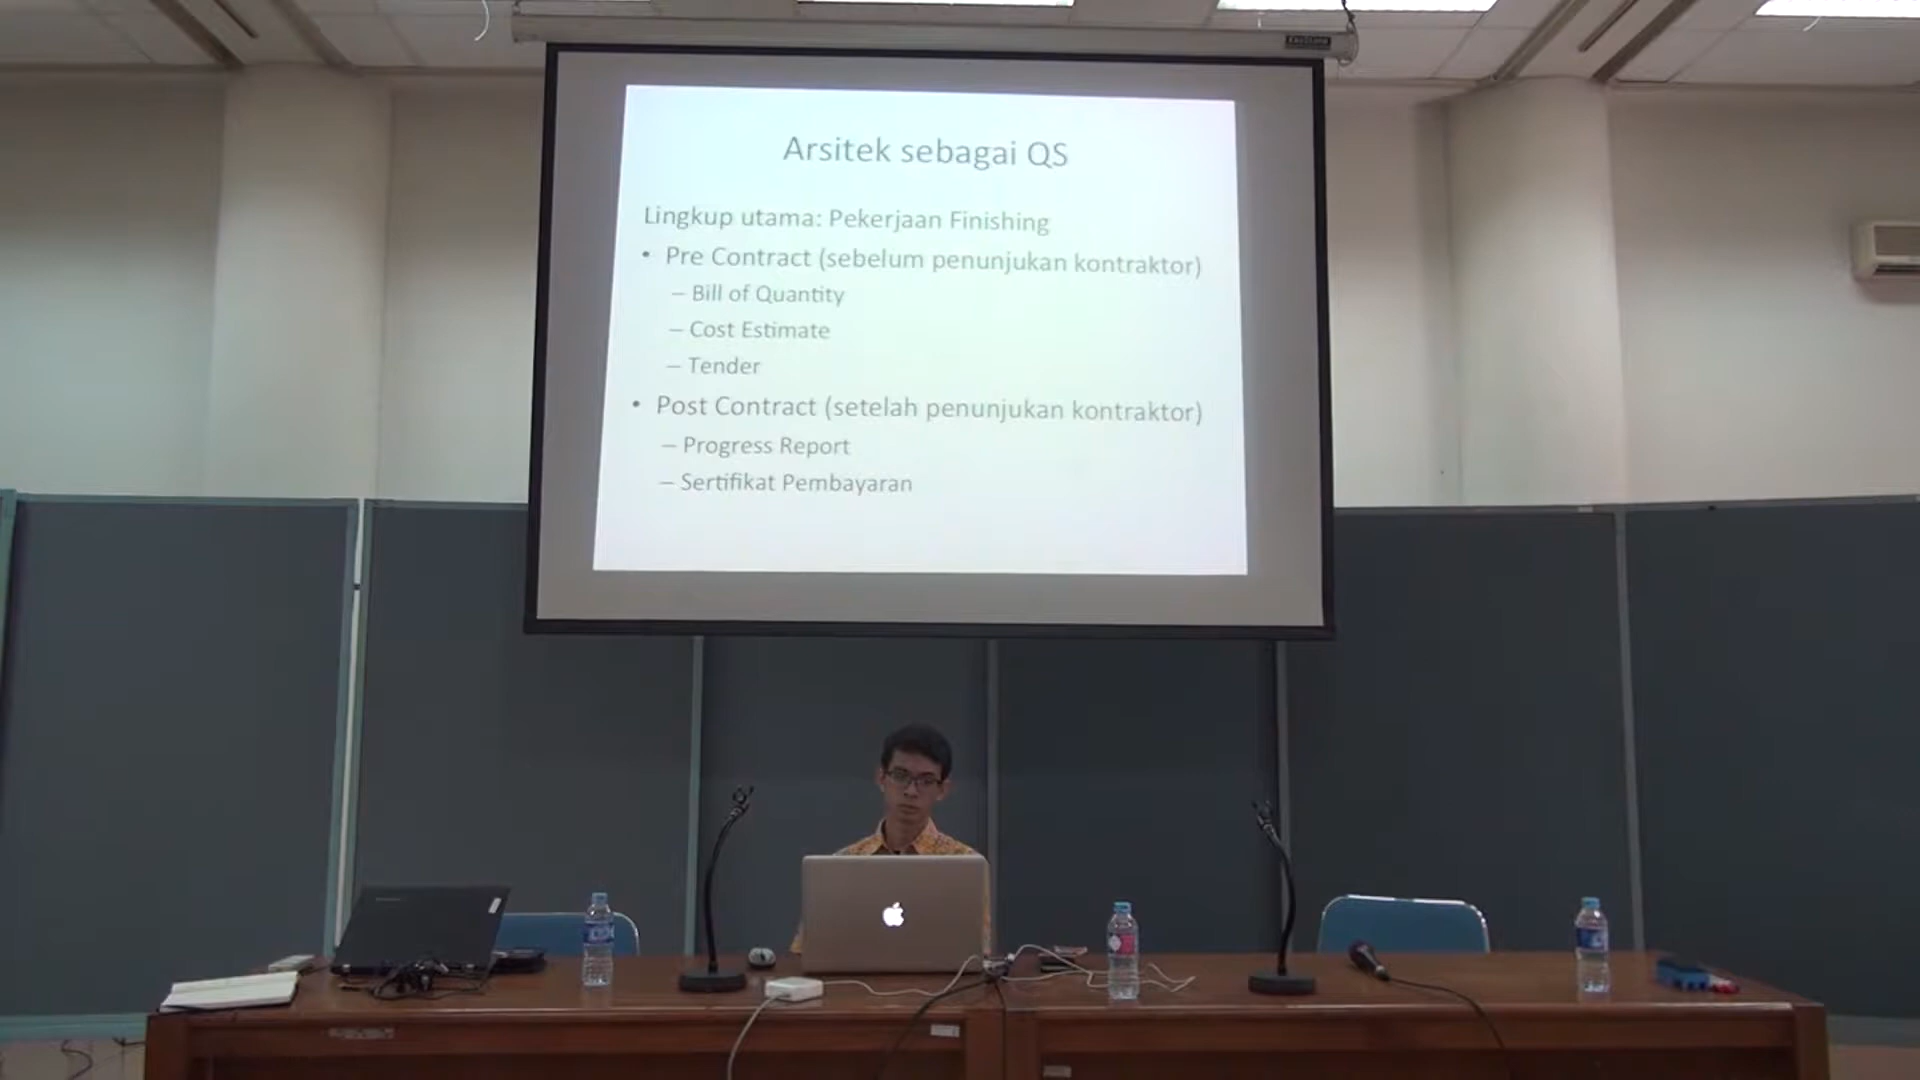 Arsitek sebagai QS
Lingkup utama: Pekerjaan Finishing
• Pre Contract (sebelum penunjukan kontraktor)
– Bill of Quantity
– Cost Estimate
– Tender
• Post Contract (setelah penunjukan kontraktor)
– Progress Report
– Sertifikat Pembayaran